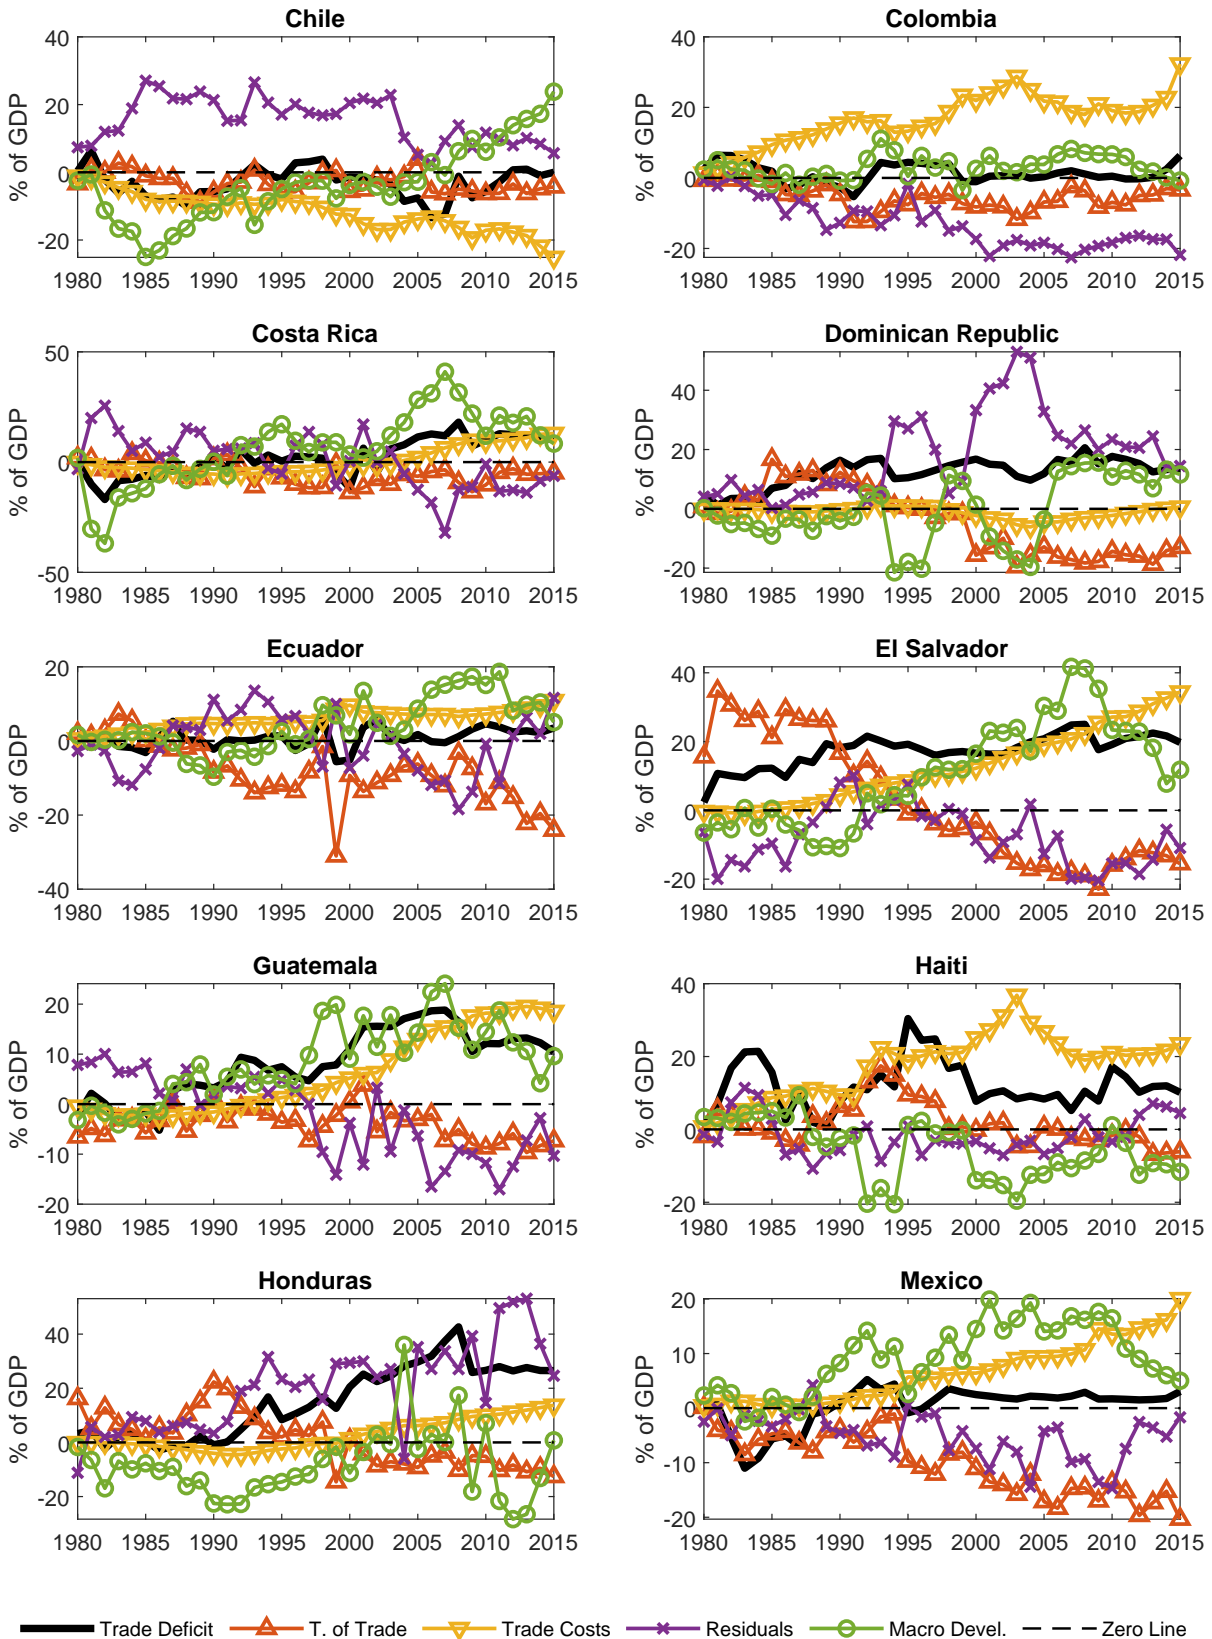 Chile
Colombia
% of GDP
40
20
0
-20
1980 1985 1990 1995 2000 2005 2010 2015
% of GDP
40
20
0
-20
1980 1985 1990 1995 2000 2005 2010 2015
Costa Rica
Dominican Republic
% of GDP
50
0
-50
1980 1985 1990 1995 2000 2005 2010 2015
% of GDP
40
20
0
-20
1980 1985 1990 1995 2000 2005 2010 2015
Ecuador
El Salvador
% of GDP
20
0
-20
-40
1980 1985 1990 1995 2000 2005 2010 2015
% of GDP
40
20
0
-20
1980 1985 1990 1995 2000 2005 2010 2015
Guatemala
Haiti
% of GDP
20
10
0
-10
-20
1980 1985 1990 1995 2000 2005 2010 2015
% of GDP
40
20
0
-20
1980 1985 1990 1995 2000 2005 2010 2015
Honduras
Mexico
% of GDP
40
20
0
-20
1980 1985 1990 1995 2000 2005 2010 2015
% of GDP
20
10
0
-10
-20
1980 1985 1990 1995 2000 2005 2010 2015
Trade Deficit T. of Trade Trade Costs Residuals Macro Devel. Zero Line